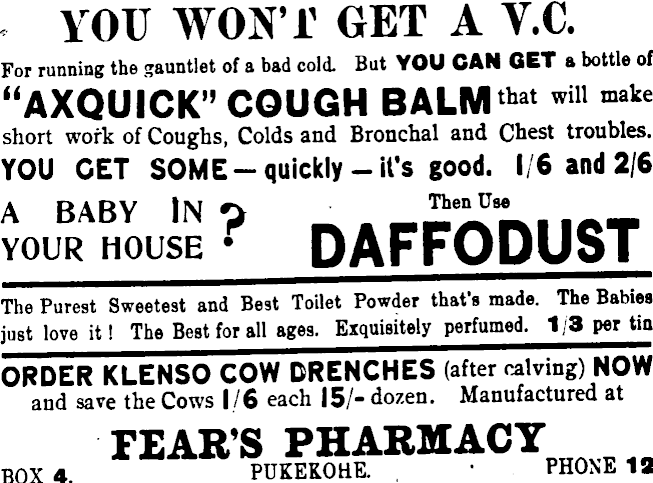 YOU WON'T GET A V.C.
For running the gauntlet of a bad cold. But YOU CAN GET a bottle of
"AXQUICK" COUGH BALM that will make
short work of Coughs, Colds and Bronchal and Chest troubles.
YOU GET SOME — quickly — it's good. 1/6 and 2/6
A BABY IN
YOUR HOUSE ?
Then Use
DAFFODUST
The Purest Sweetest and Best Toilet Powder that's made. The Babies
just love it! The Best for all ages. Exquisitely perfumed. 1/3 per tin
ORDER KLENSO COW DRENCHES (after calving) NOW
and save the Cows 1/6 each 15/- dozen. Manufactured at
FEAR'S PHARMACY
BOX 4. PUKEKOHE. PHONE 12